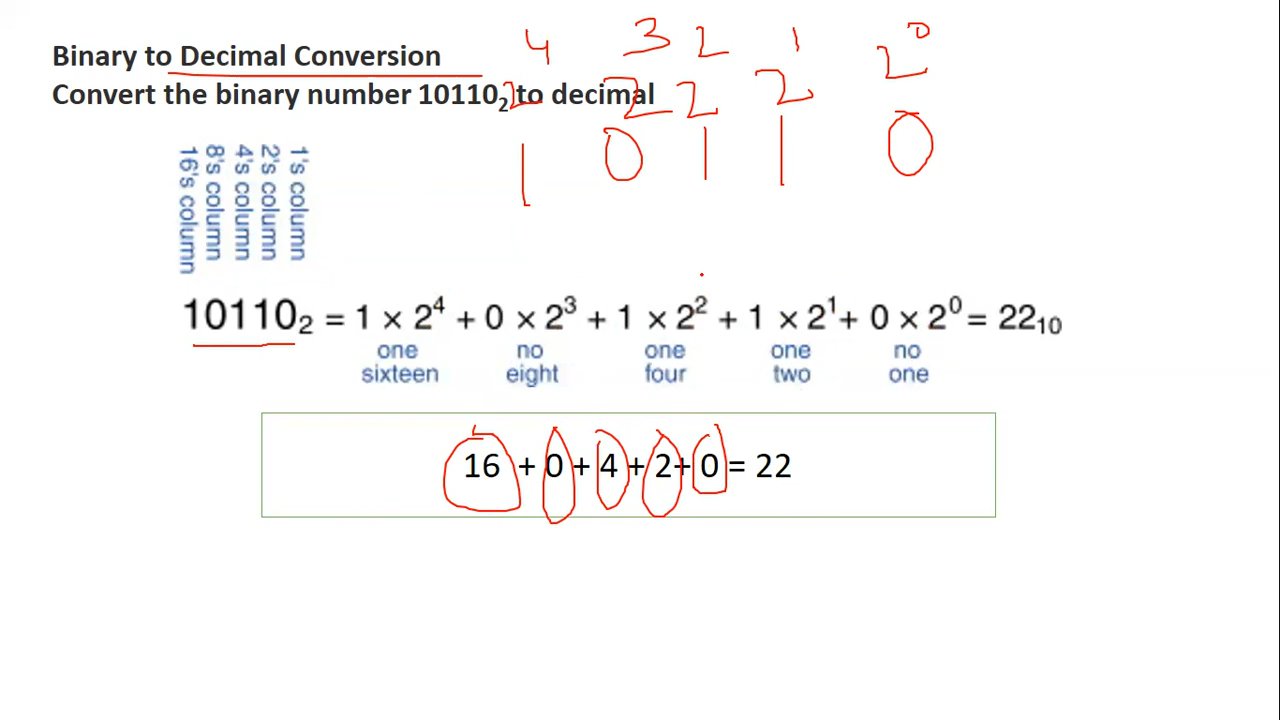 Binary to Decimal Conversion
4 3 2 1 0
2 2 2 2 2
Convert the binary number 10110₂ to decimal
1 0 1 1 0
16's column
8's column
4's column
2's column
1's column
10110₂ = 1 × 2⁴ + 0 × 2³ + 1 × 2² + 1 × 2¹+ 0 × 2⁰ = 22₁₀
one no one one no
sixteen eight four two one
16 + 0 + 4 + 2+ 0 = 22